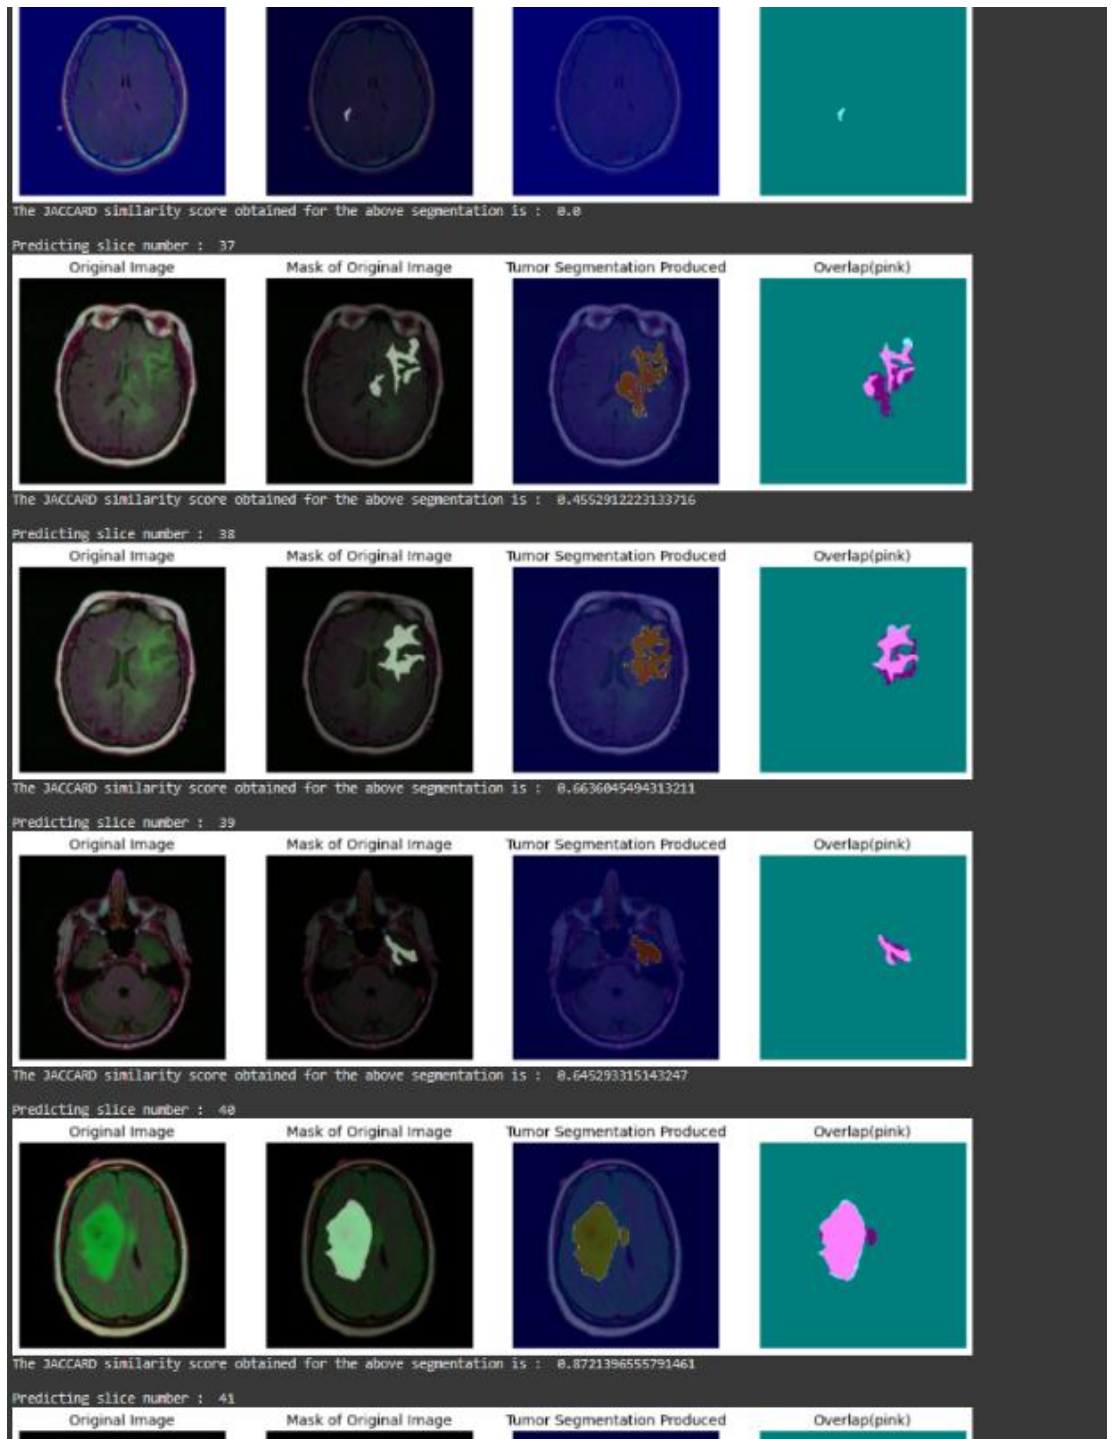 The JACCARD similarity score obtained for the above segmentation is :  0.0
Predicting slice number :  37
Original Image Mask of Original Image Tumor Segmentation Produced Overlap(pink)
The JACCARD similarity score obtained for the above segmentation is :  0.4552912223133716
Predicting slice number :  38
Original Image Mask of Original Image Tumor Segmentation Produced Overlap(pink)
The JACCARD similarity score obtained for the above segmentation is :  0.6636045494313211
Predicting slice number :  39
Original Image Mask of Original Image Tumor Segmentation Produced Overlap(pink)
The JACCARD similarity score obtained for the above segmentation is :  0.645293315143247
Predicting slice number :  40
Original Image Mask of Original Image Tumor Segmentation Produced Overlap(pink)
The JACCARD similarity score obtained for the above segmentation is :  0.8721396555791461
Predicting slice number :  41
Original Image Mask of Original Image Tumor Segmentation Produced Overlap(pink)